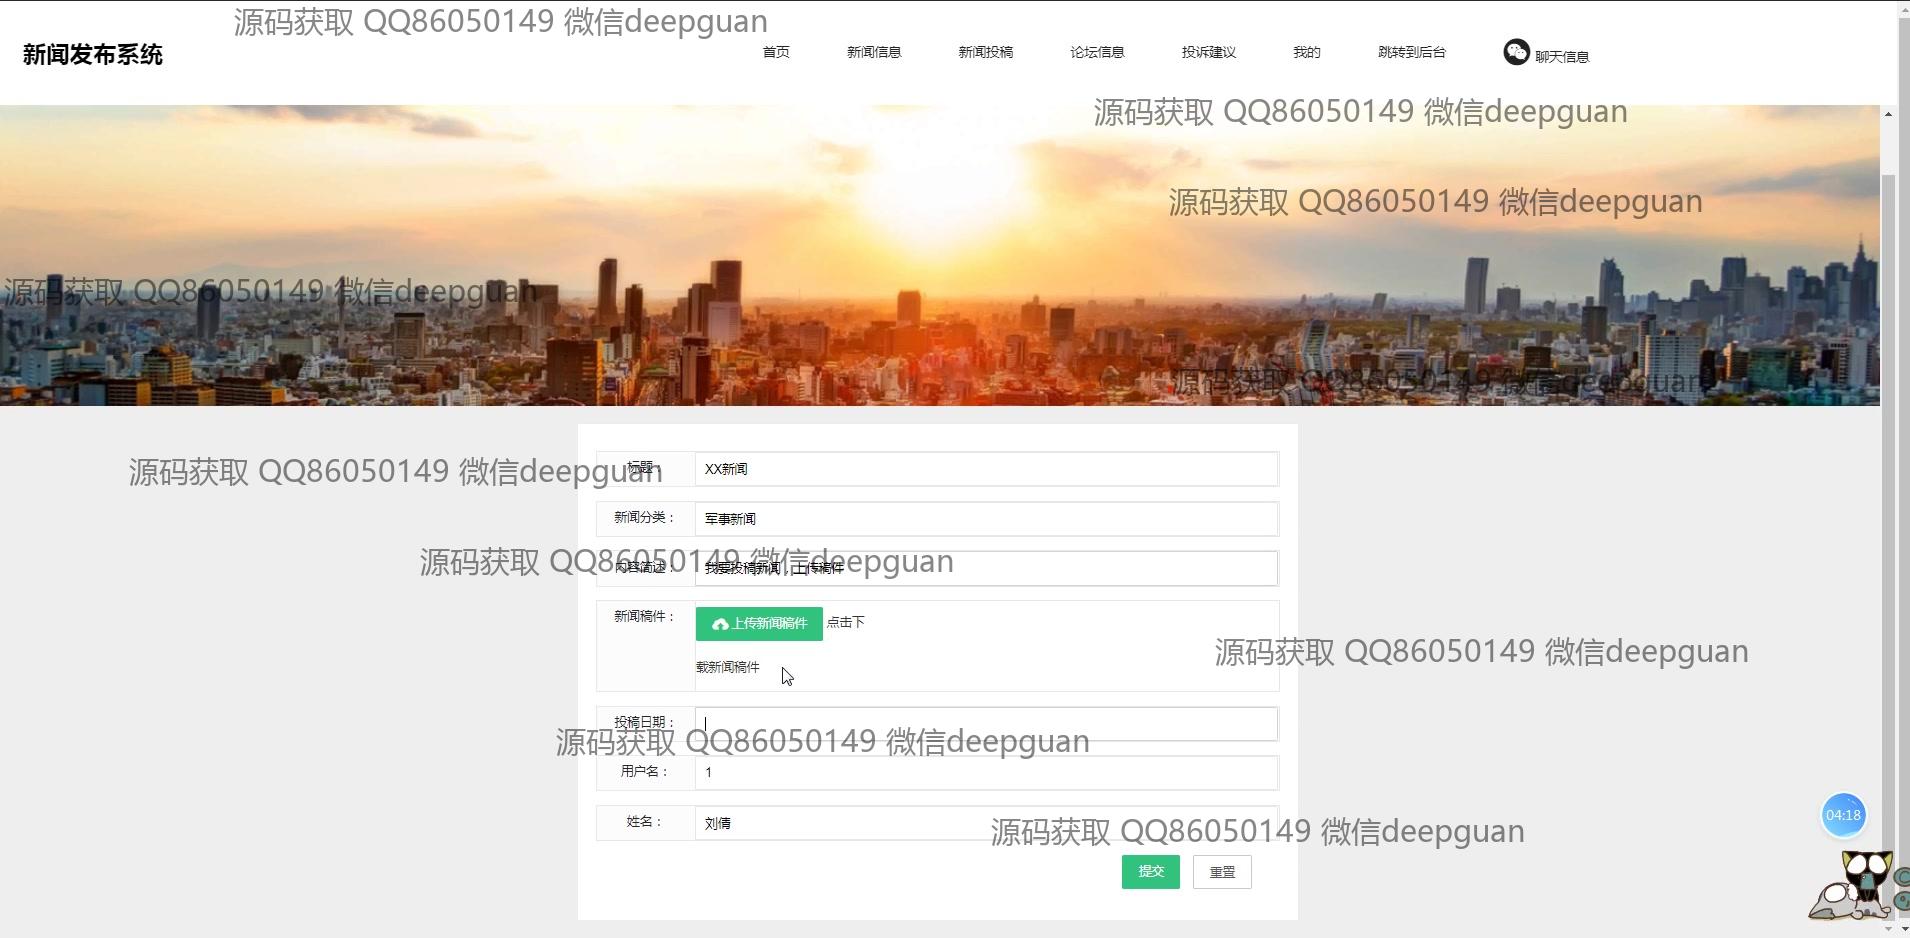 源码获取 QQ86050149 微信deepguan
新闻发布系统
首页 新闻信息 新闻投稿 论坛信息 投诉建议 我的 跳转到后台 聊天信息
源码获取 QQ86050149 微信deepguan
源码获取 QQ86050149 微信deepguan
源码获取 QQ86050149 微信deepguan
源码获取 QQ86050149 微信deepguan
标题： XX新闻
源码获取 QQ86050149 微信deepguan
新闻分类： 军事新闻
源码获取 QQ86050149 微信deepguan
内容简述： 我要投稿新闻，上传稿件
新闻稿件： 上传新闻稿件 点击下
载新闻稿件
源码获取 QQ86050149 微信deepguan
投稿日期：
源码获取 QQ86050149 微信deepguan
用户名： 1
姓名： 刘倩
源码获取 QQ86050149 微信deepguan
04:18
提交 重置